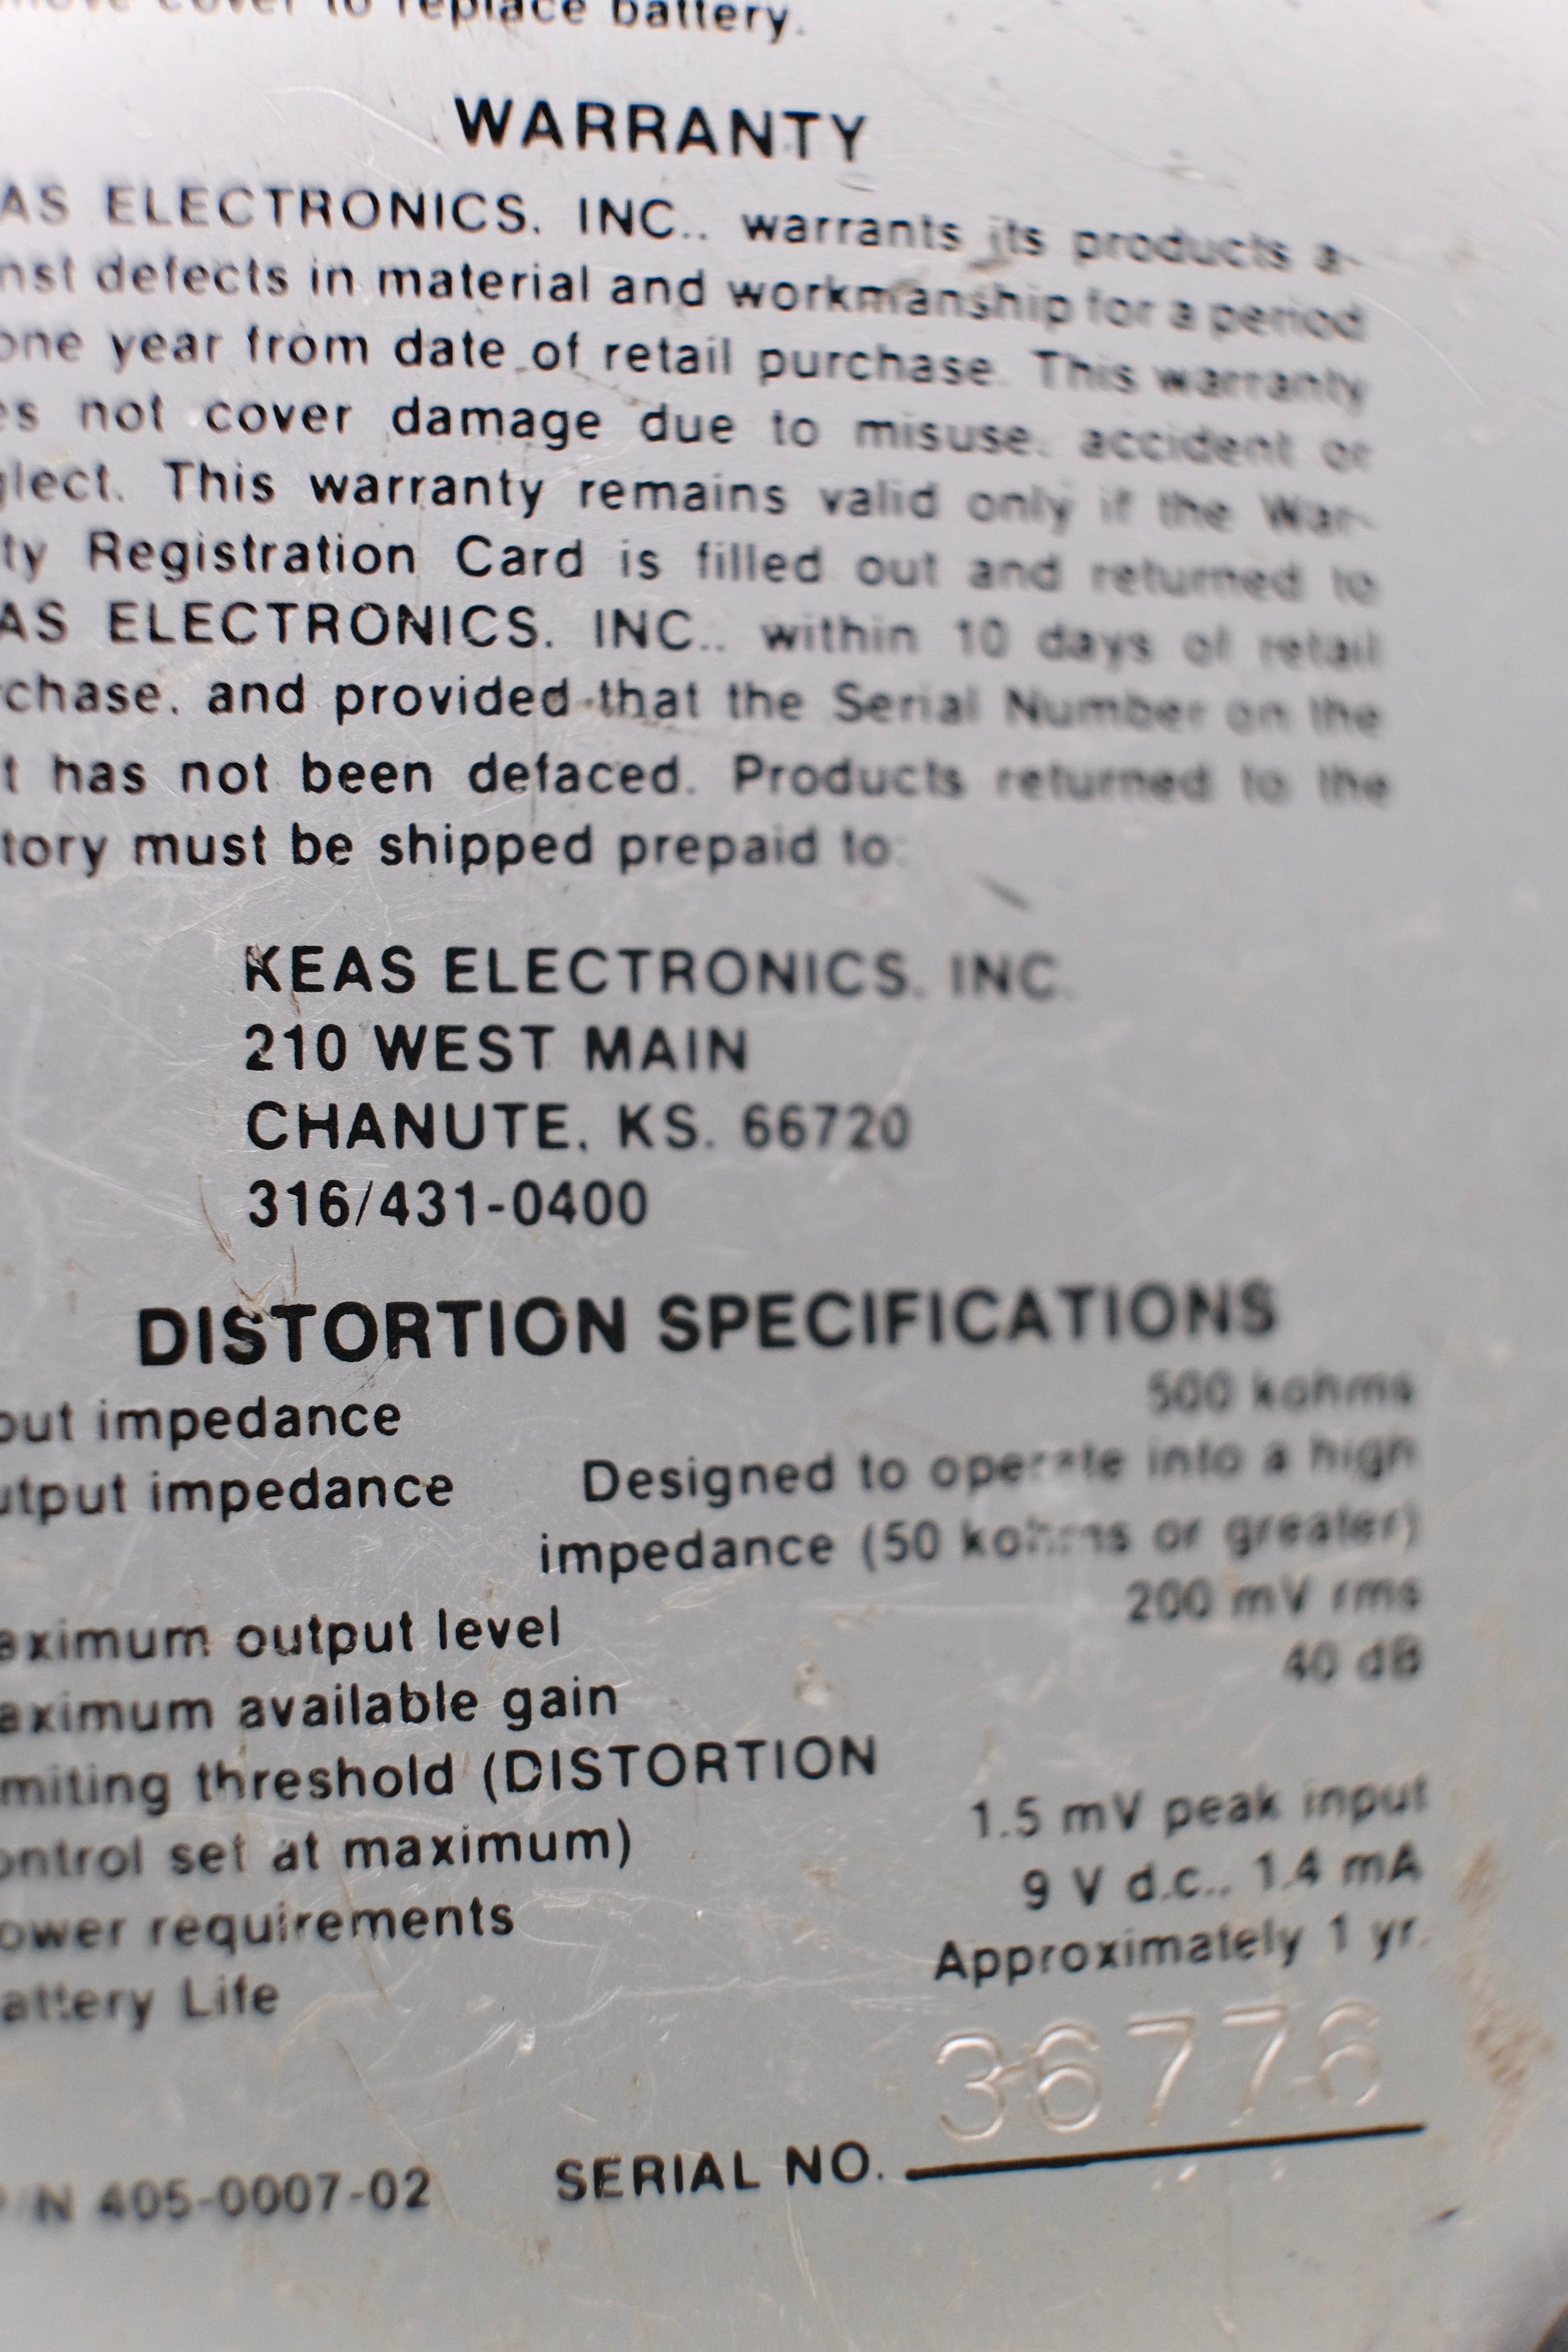 move cover to replace battery.
WARRANTY
AS ELECTRONICS, INC., warrants its products a-
nst defects in material and workmanship for a period
one year from date of retail purchase. This warranty
es not cover damage due to misuse, accident or
glect. This warranty remains valid only if the War-
ty Registration Card is filled out and returned to
AS ELECTRONICS, INC., within 10 days of retail
rchase, and provided that the Serial Number on the
t has not been defaced. Products returned to the
tory must be shipped prepaid to:
KEAS ELECTRONICS, INC.
210 WEST MAIN
CHANUTE, KS. 66720
316/431-0400
DISTORTION SPECIFICATIONS
put impedance 500 kohms
utput impedance Designed to operate into a high
impedance (50 kohms or greater)
aximum output level 200 mV rms
aximum available gain 40 dB
miting threshold (DISTORTION
ontrol set at maximum) 1.5 mV peak input
ower requirements 9 V d.c., 1.4 mA
attery Life Approximately 1 yr.
P/N 405-0007-02 SERIAL NO. 36776